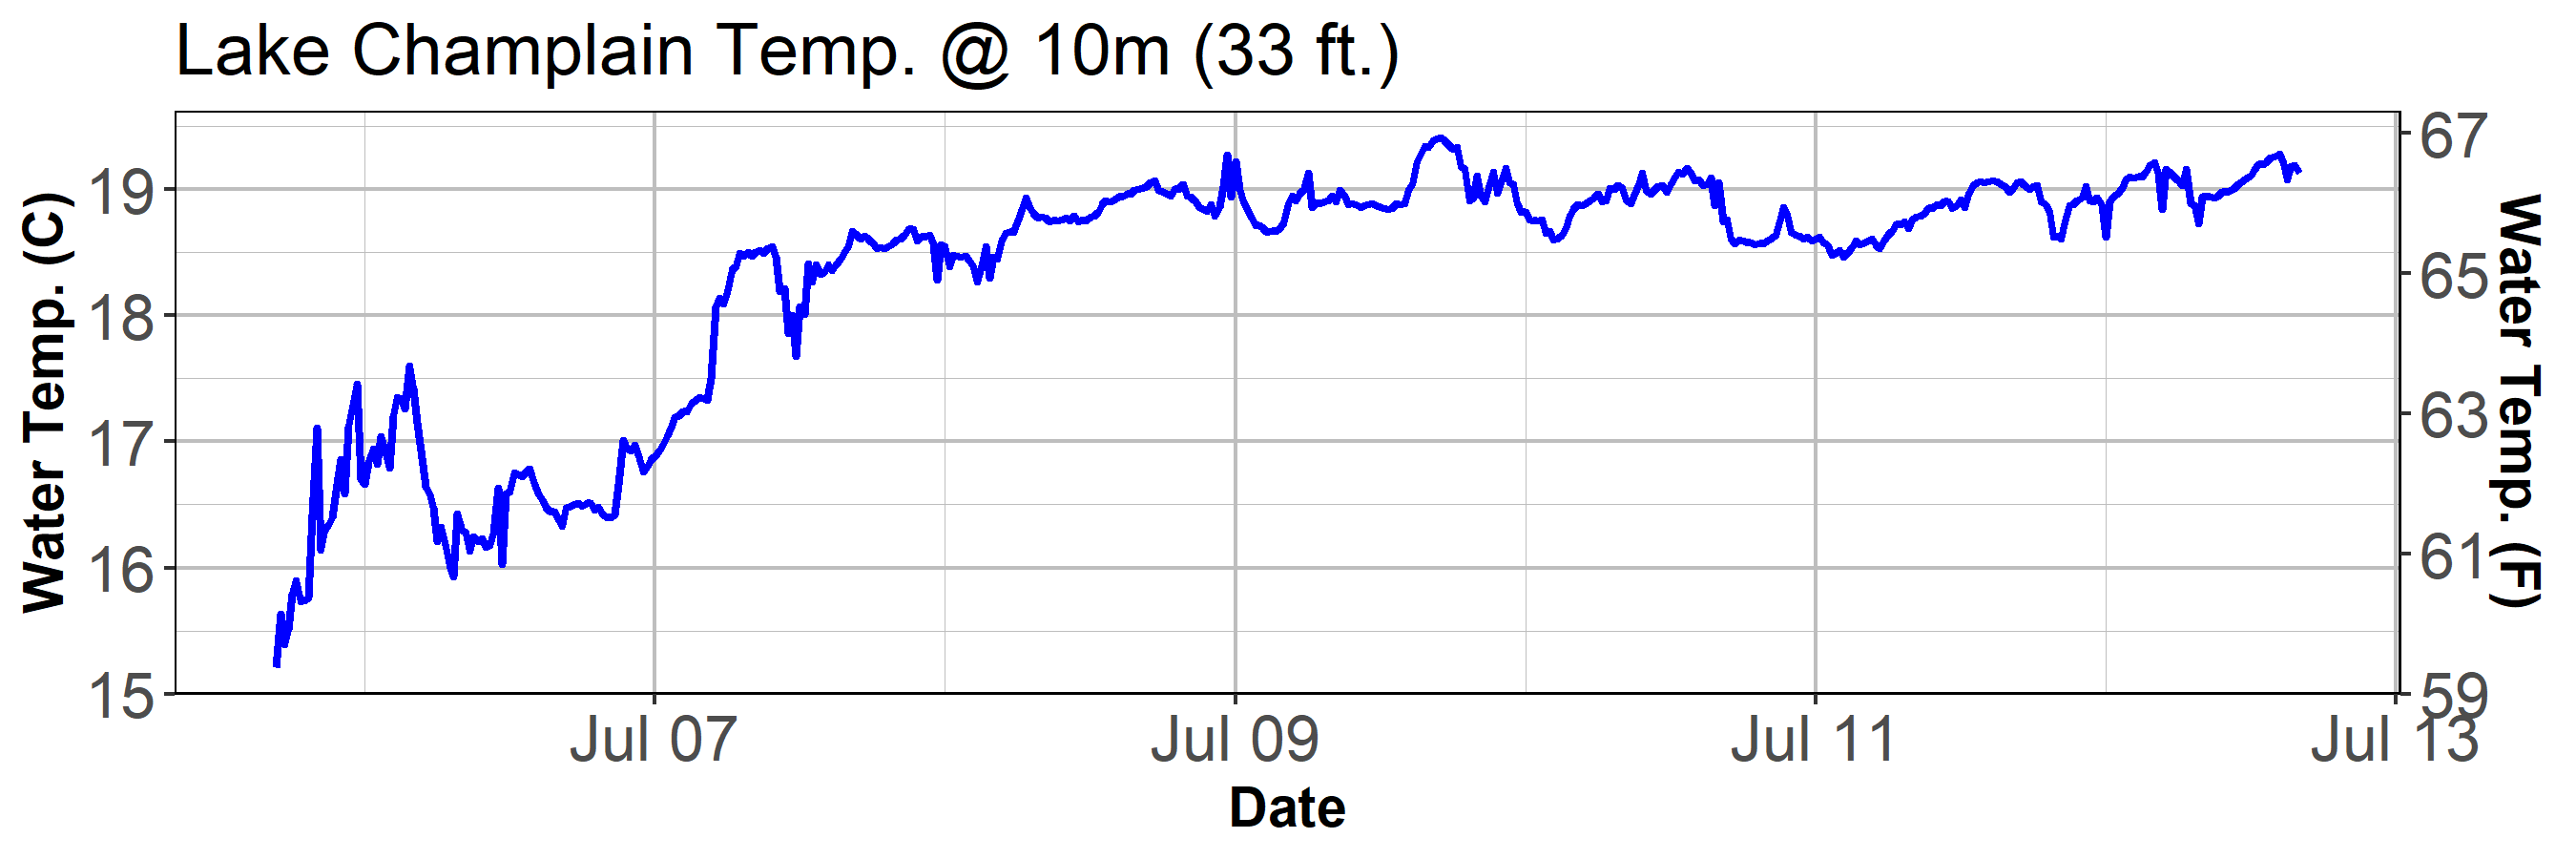 Lake Champlain Temp. @ 10m (33 ft.)
Water Temp. (C)
19
18
17
16
15
67
65
63
61
59
Water Temp. (F)
Jul 07
Jul 09
Jul 11
Jul 13
Date